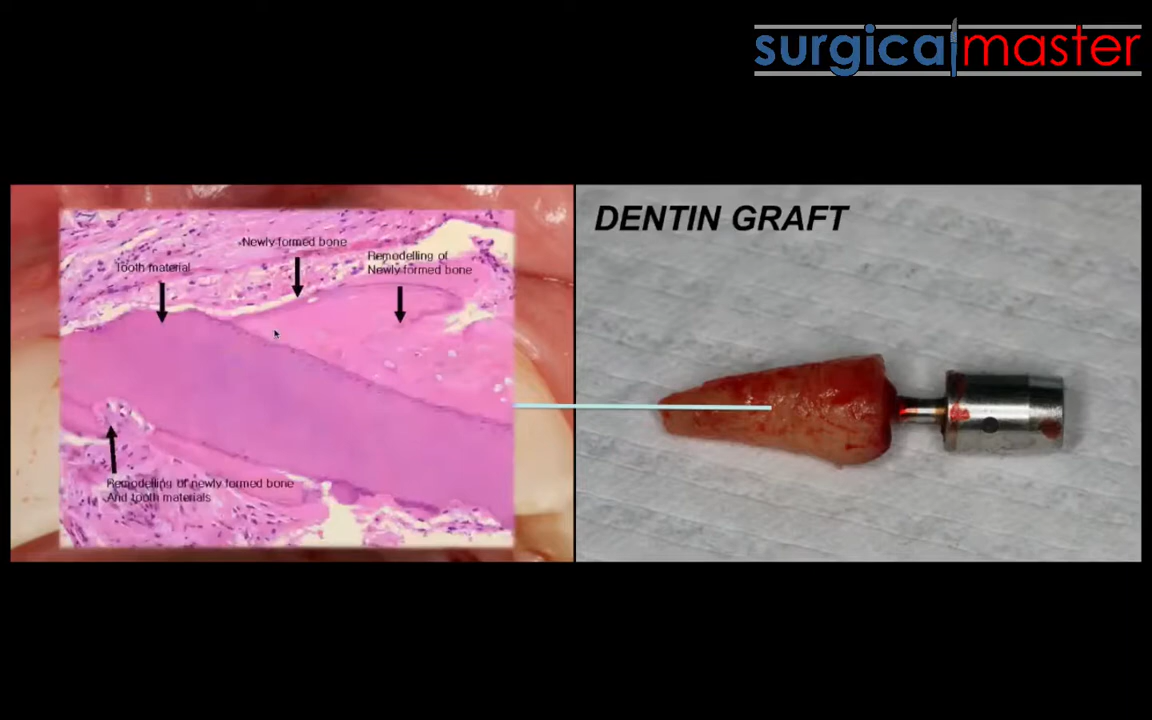 surgicalmaster
DENTIN GRAFT
Newly formed bone
Tooth material
Remodelling of
Newly formed bone
Remodelling of newly formed bone
And tooth materials